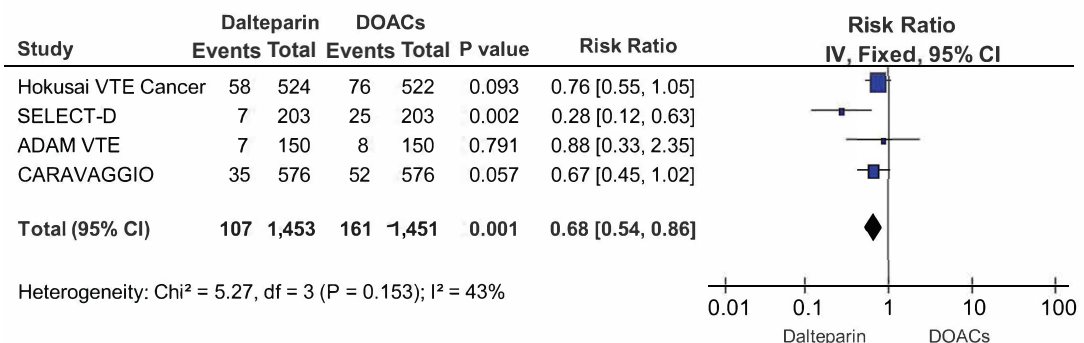 Dalteparin DOACs Risk Ratio
Study Events Total Events Total P value Risk Ratio IV, Fixed, 95% CI
Hokusai VTE Cancer 58 524 76 522 0.093 0.76 [0.55, 1.05]
SELECT-D 7 203 25 203 0.002 0.28 [0.12, 0.63]
ADAM VTE 7 150 8 150 0.791 0.88 [0.33, 2.35]
CARAVAGGIO 35 576 52 576 0.057 0.67 [0.45, 1.02]
Total (95% CI) 107 1,453 161 1,451 0.001 0.68 [0.54, 0.86]
Heterogeneity: Chi² = 5.27, df = 3 (P = 0.153); I² = 43%
0.01 0.1 1 10 100
Dalteparin DOACs